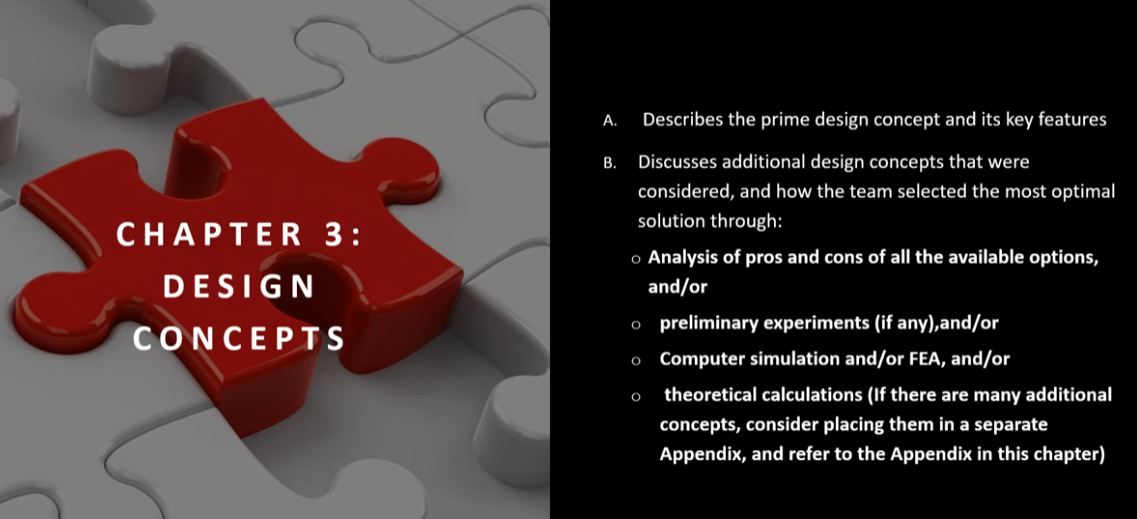 CHAPTER 3:
DESIGN
CONCEPTS
A. Describes the prime design concept and its key features
B. Discusses additional design concepts that were
considered, and how the team selected the most optimal
solution through:
o Analysis of pros and cons of all the available options,
and/or
o preliminary experiments (if any),and/or
o Computer simulation and/or FEA, and/or
o theoretical calculations (If there are many additional
concepts, consider placing them in a separate
Appendix, and refer to the Appendix in this chapter)